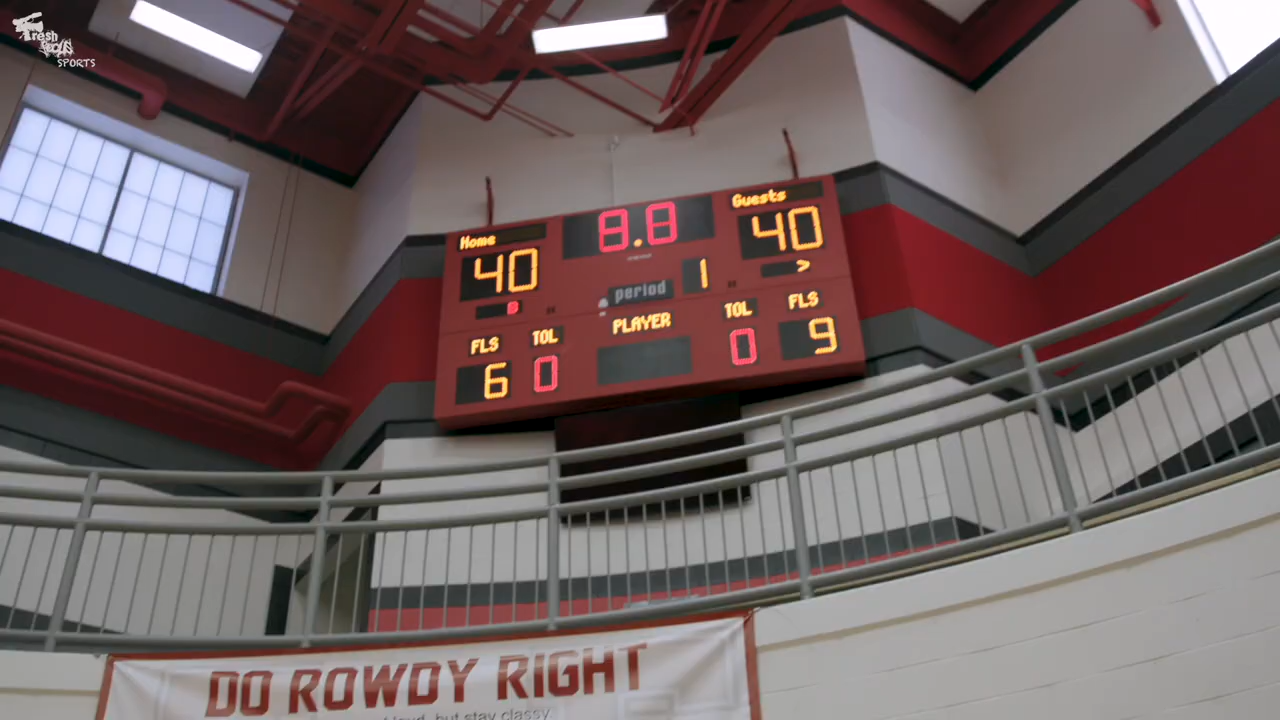 Fresh
SPORTS
Home
8.8
Guests
40
40
1
>
period
FLS
TOL
PLAYER
TOL
FLS
6
0
0
9
DO ROWDY RIGHT
but stay classy.